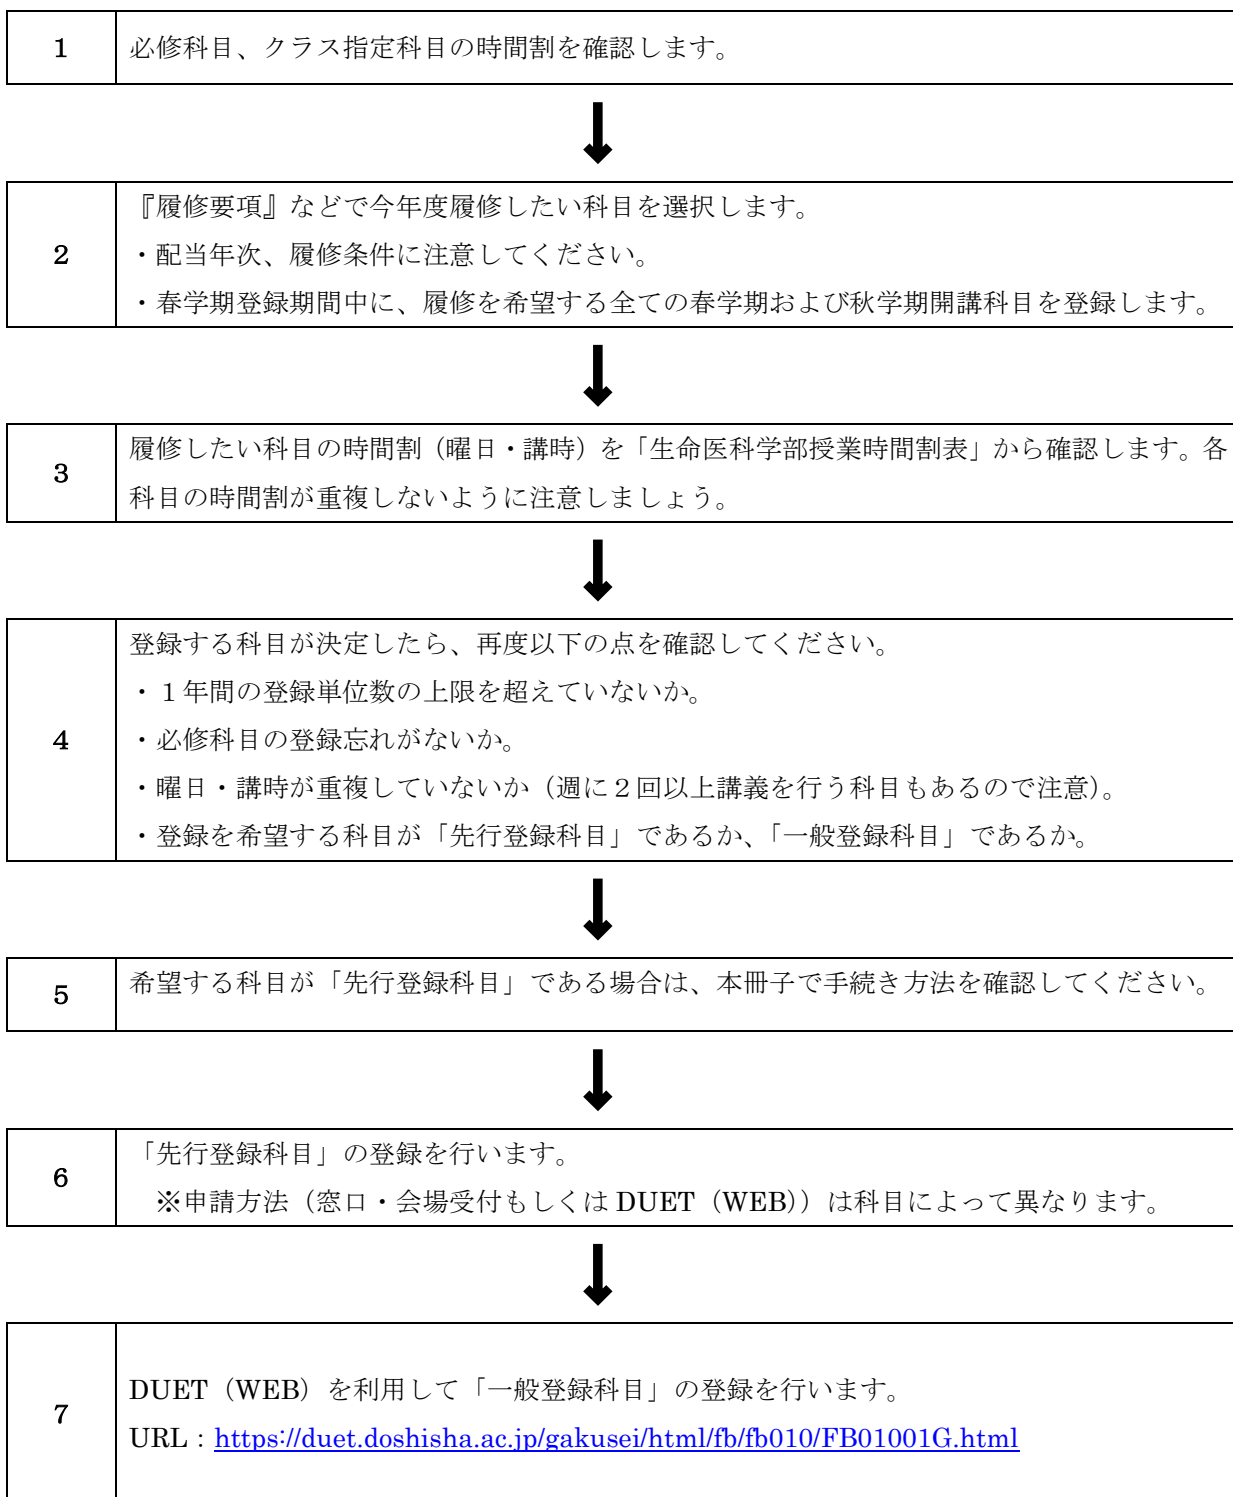 1
必修科目、クラス指定科目の時間割を確認します。
2
『履修要項』などで今年度履修したい科目を選択します。
・配当年次、履修条件に注意してください。
・春学期登録期間中に、履修を希望する全ての春学期および秋学期開講科目を登録します。
3
履修したい科目の時間割（曜日・講時）を「生命医科学部授業時間割表」から確認します。各
科目の時間割が重複しないように注意しましょう。
4
登録する科目が決定したら、再度以下の点を確認してください。
・１年間の登録単位数の上限を超えていないか。
・必修科目の登録忘れがないか。
・曜日・講時が重複していないか（週に２回以上講義を行う科目もあるので注意）。
・登録を希望する科目が「先行登録科目」であるか、「一般登録科目」であるか。
5
希望する科目が「先行登録科目」である場合は、本冊子で手続き方法を確認してください。
6
「先行登録科目」の登録を行います。
※申請方法（窓口・会場受付もしくは DUET（WEB））は科目によって異なります。
7
DUET（WEB）を利用して「一般登録科目」の登録を行います。
URL：https://duet.doshisha.ac.jp/gakusei/html/fb/fb010/FB01001G.html